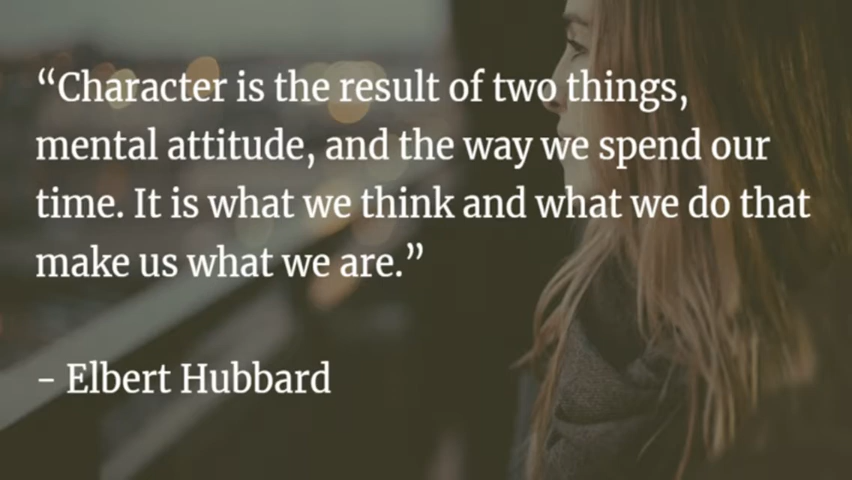 “Character is the result of two things,
mental attitude, and the way we spend our
time. It is what we think and what we do that
make us what we are.”
- Elbert Hubbard